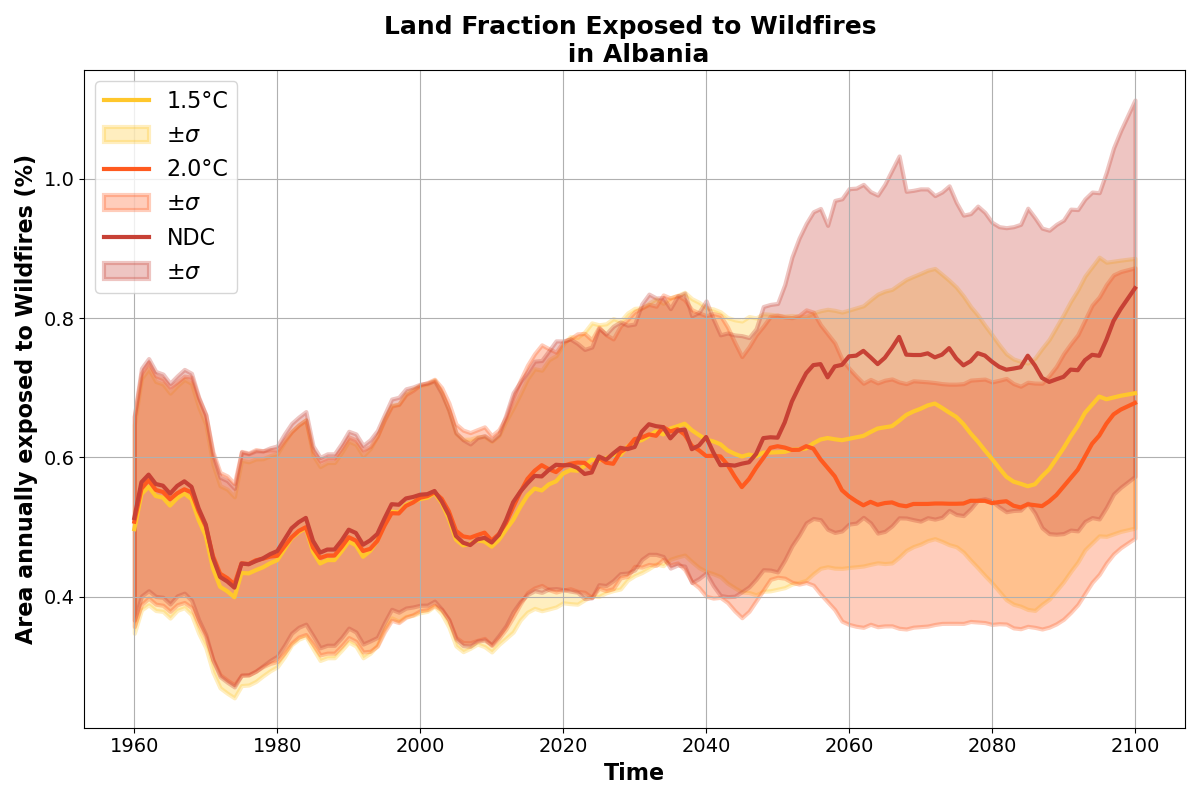 Land Fraction Exposed to Wildfires
in Albania
1.5°C
±σ
2.0°C
±σ
NDC
±σ
Area annually exposed to Wildfires (%)
1.0
0.8
0.6
0.4
1960 1980 2000 2020 2040 2060 2080 2100
Time